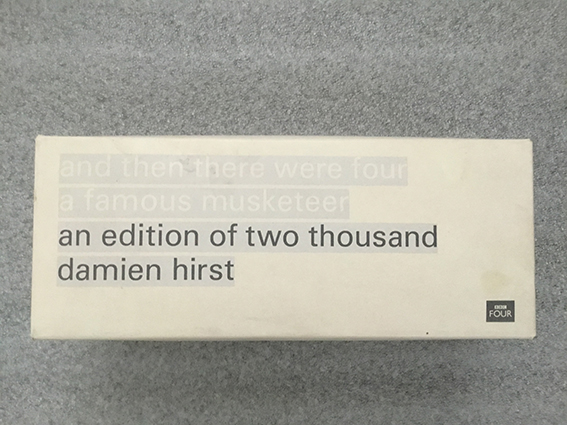 and then there were four
a famous musketeer
an edition of two thousand
damien hirst
BBC
FOUR